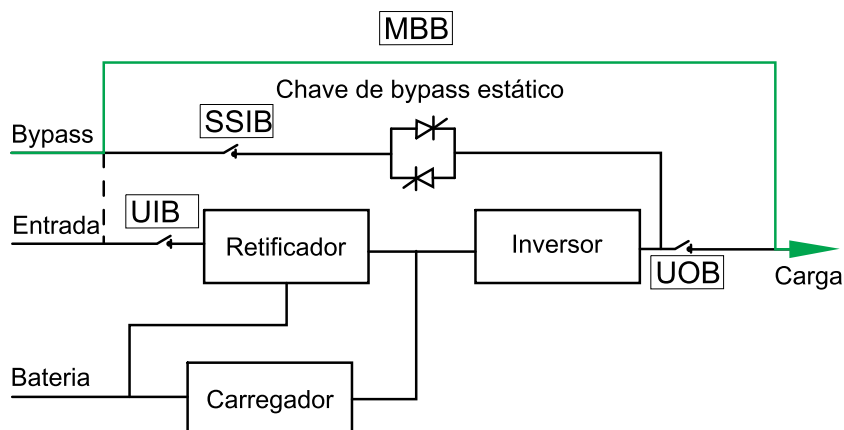 MBB
Chave de bypass estático
SSIB
Bypass
UIB
Entrada
Retificador
Inversor
UOB
Carga
Bateria
Carregador